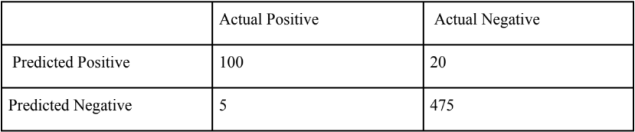 Actual Positive Actual Negative
Predicted Positive 100 20
Predicted Negative 5 475